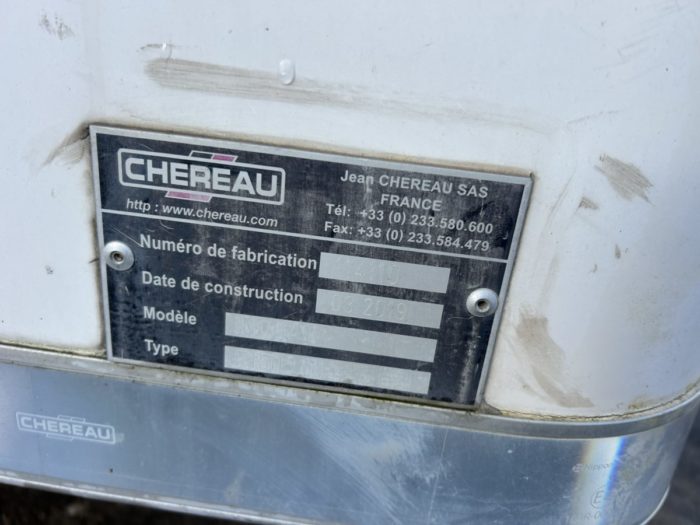 CHEREAU
http : www.chereau.com
Jean CHEREAU SAS
FRANCE
Tél: +33 (0) 233.580.600
Fax: +33 (0) 233.584.479
Numéro de fabrication
Date de construction 2019
Modèle
Type
CHEREAU